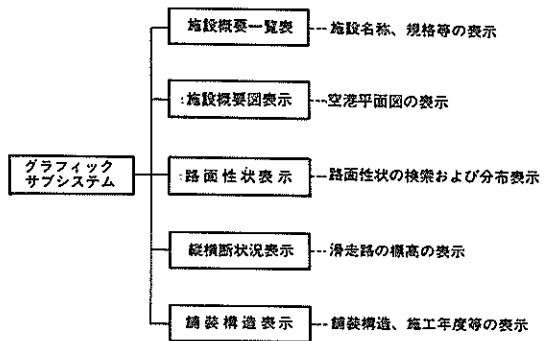 施設概要一覧表
施設名称、規格等の表示
施設概要図表示
空港平面図の表示
グラフィック
サブシステム
路面性状表示
路面性状の検索および分布表示
縦横断状況表示
滑走路の標高の表示
舗装構造表示
舗装構造、施工年度等の表示